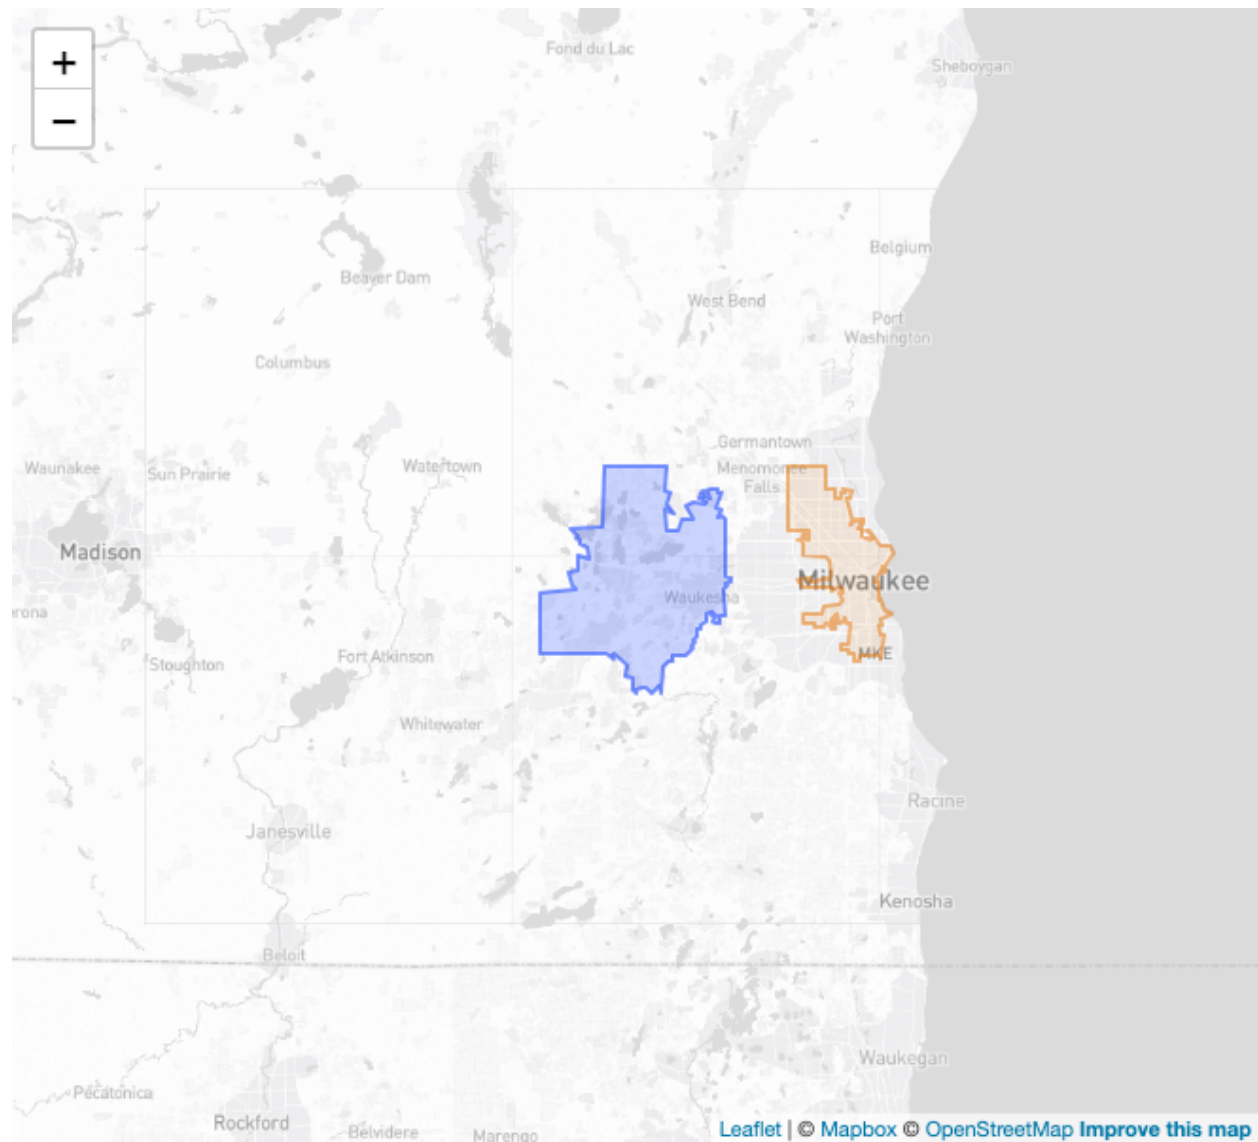 +
−
Fond du Lac
Sheboygan
Belgium
Beaver Dam
West Bend
Port
Washington
Columbus
Germantown
Waunakee
Sun Prairie
Watertown
Menomonee
Falls
Madison
Milwaukee
Waukesha
erona
Stoughton
Fort Atkinson
MKE
Whitewater
Racine
Janesville
Kenosha
Beloit
Waukegan
Pecatonica
Rockford
Belvidere
Marengo
Leaflet | © Mapbox © OpenStreetMap Improve this map